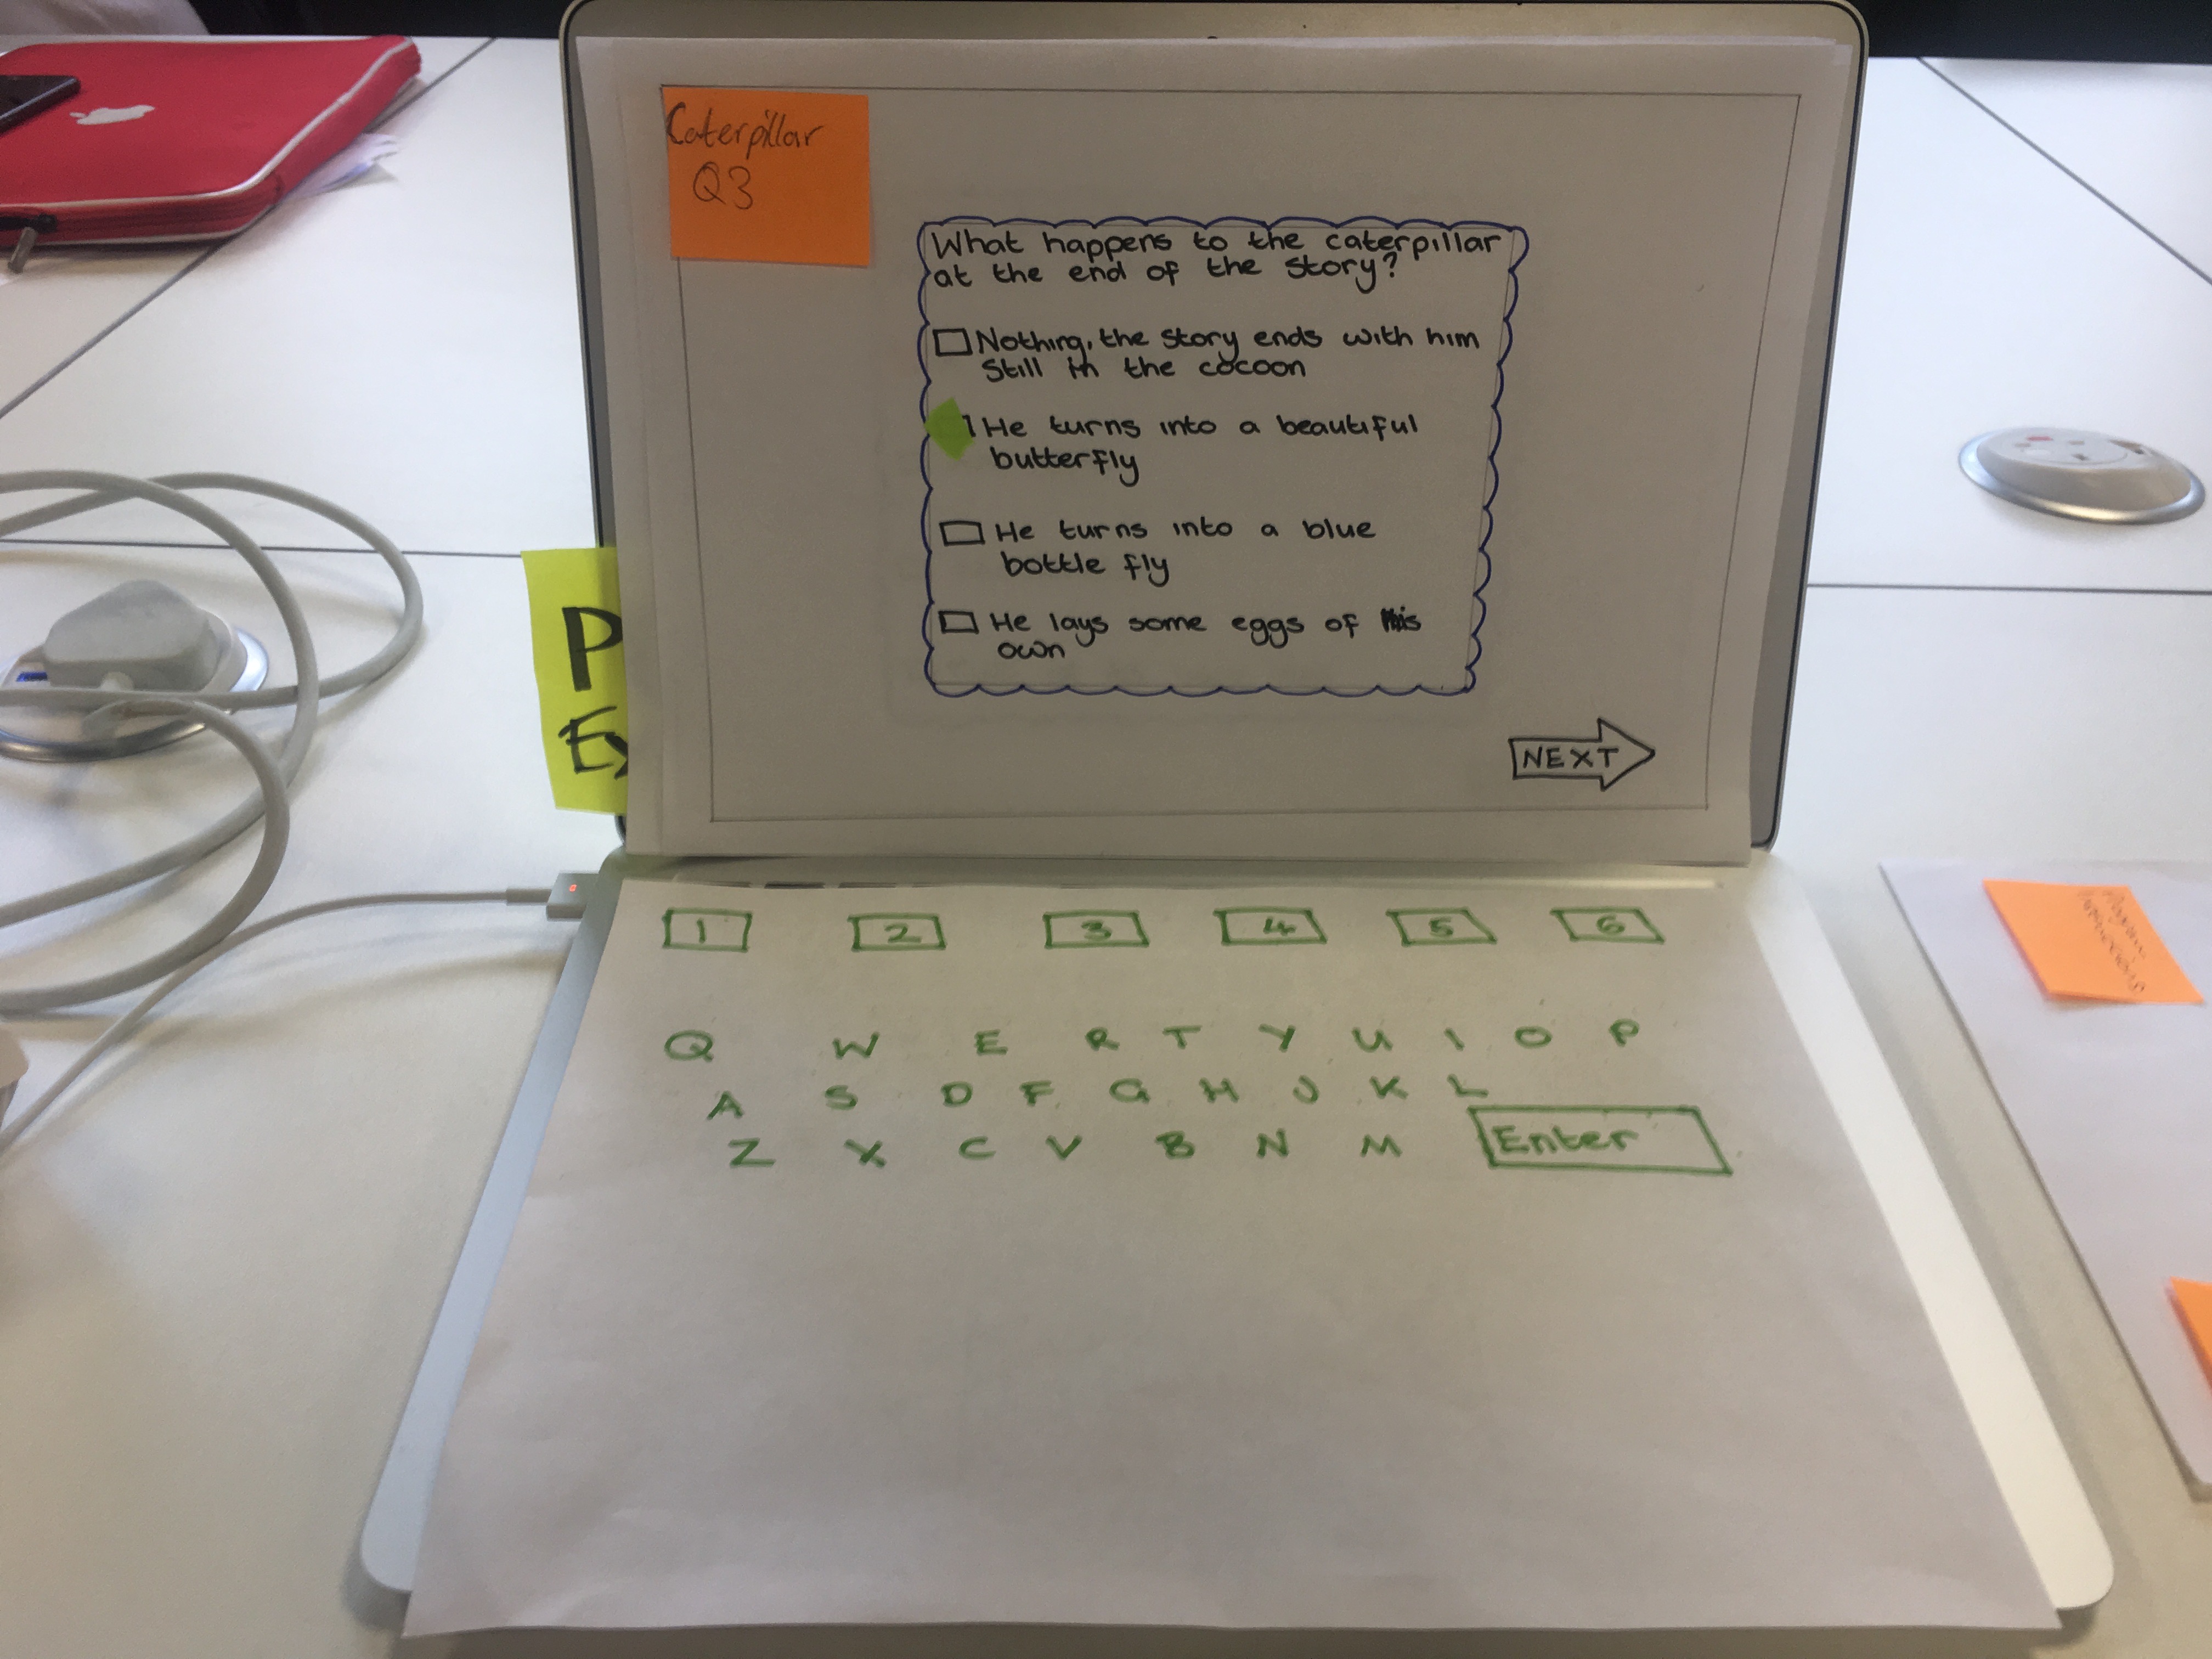 Caterpillar
Q3
What happens to the caterpillar
at the end of the story?
Nothing, the story ends with him
still in the cocoon
He turns into a beautiful
butterfly
He turns into a blue
bottle fly
He lays some eggs of his
own
NEXT
P
Ex
1 2 3 4 5 6
Q W E R T Y U I O P
A S D F G H J K L
Z X C V B N M Enter